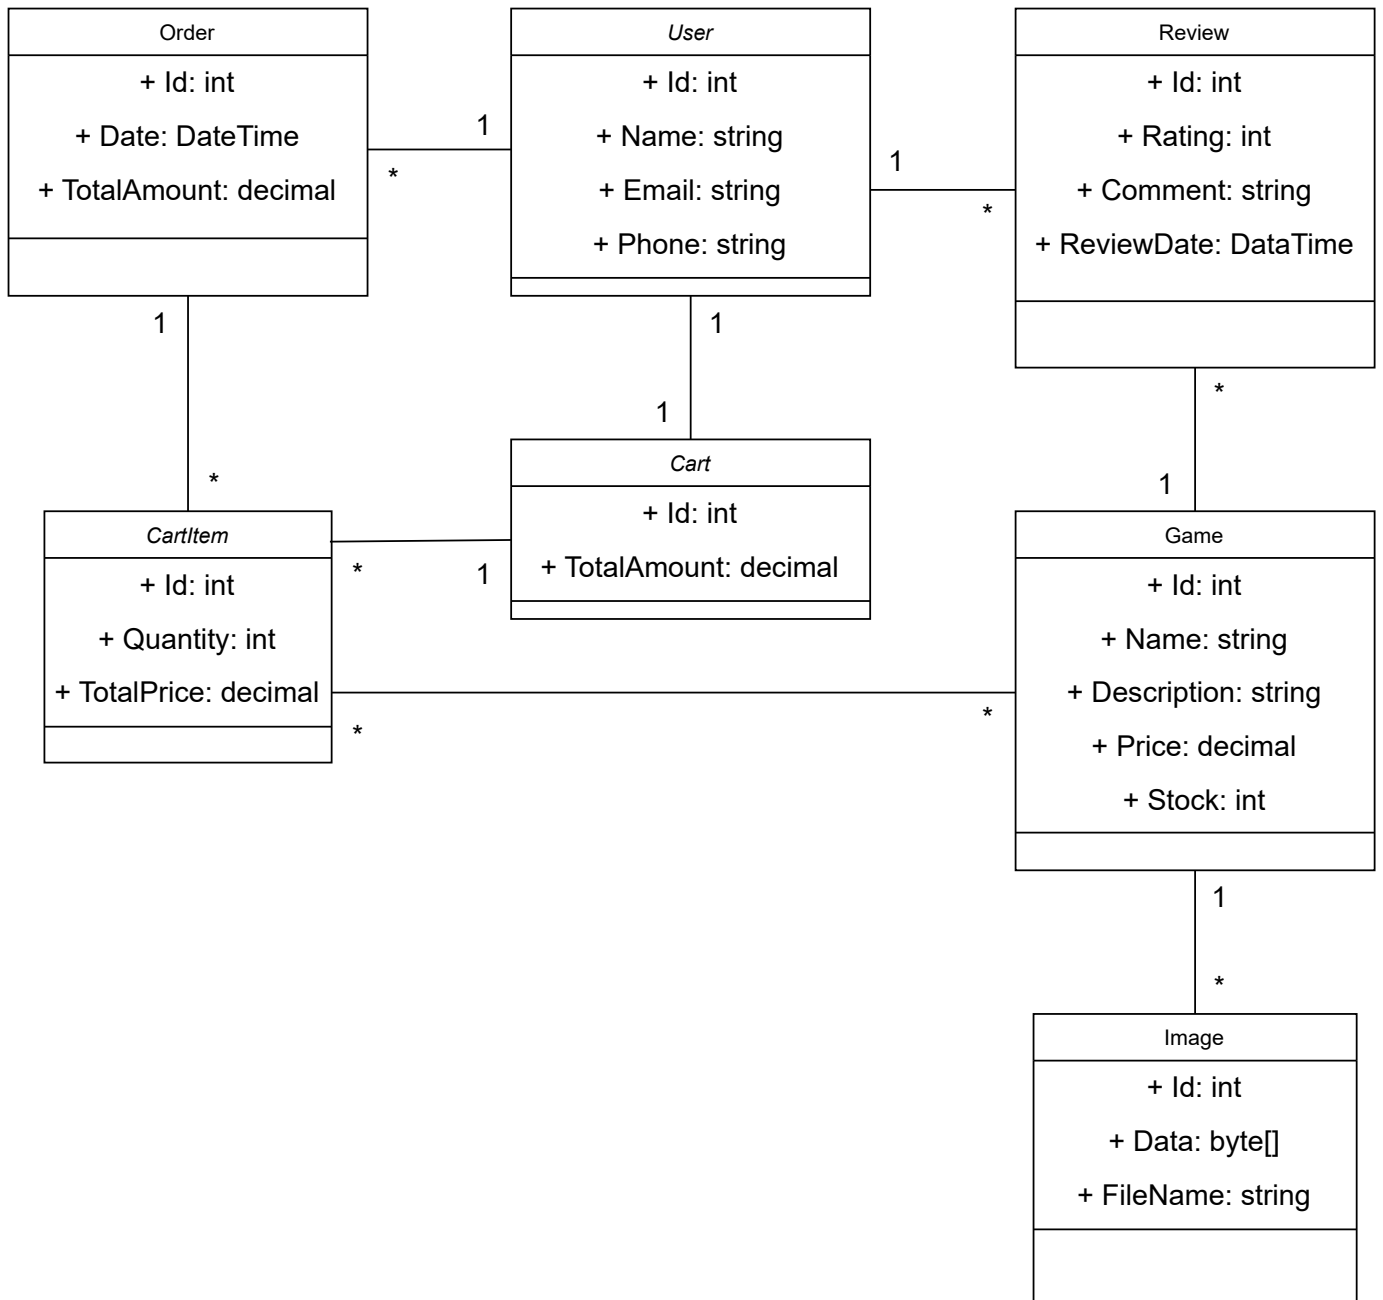 Order
+ Id: int
+ Date: DateTime
+ TotalAmount: decimal
User
+ Id: int
+ Name: string
+ Email: string
+ Phone: string
Review
+ Id: int
+ Rating: int
+ Comment: string
+ ReviewDate: DataTime
1
*
1
*
1
*
1
1
Cart
+ Id: int
+ TotalAmount: decimal
*
1
CartItem
+ Id: int
+ Quantity: int
+ TotalPrice: decimal
*
1
*
*
Game
+ Id: int
+ Name: string
+ Description: string
+ Price: decimal
+ Stock: int
1
*
Image
+ Id: int
+ Data: byte[]
+ FileName: string